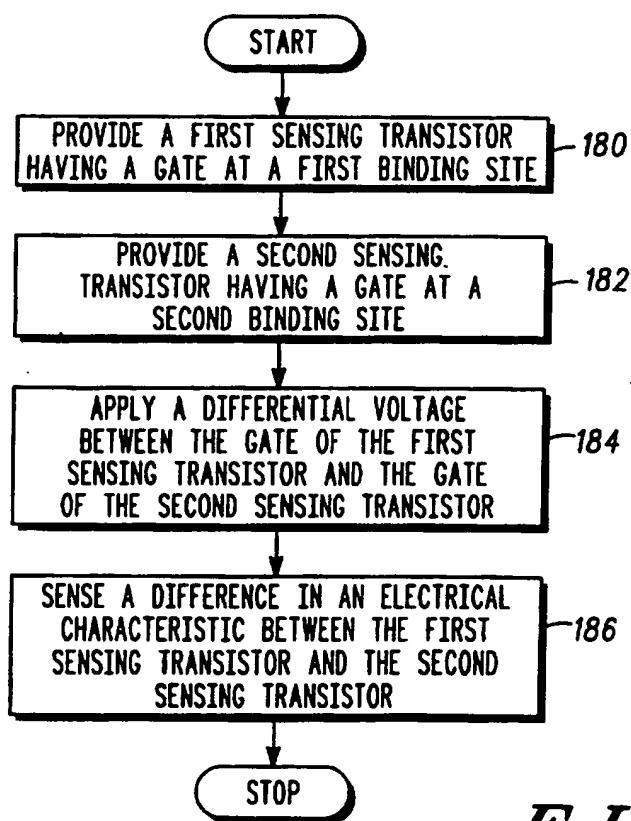 START
PROVIDE A FIRST SENSING TRANSISTOR
HAVING A GATE AT A FIRST BINDING SITE
180
PROVIDE A SECOND SENSING.
TRANSISTOR HAVING A GATE AT A
SECOND BINDING SITE
182
APPLY A DIFFERENTIAL VOLTAGE
BETWEEN THE GATE OF THE FIRST
SENSING TRANSISTOR AND THE GATE
OF THE SECOND SENSING TRANSISTOR
184
SENSE A DIFFERENCE IN AN ELECTRICAL
CHARACTERISTIC BETWEEN THE FIRST
SENSING TRANSISTOR AND THE SECOND
SENSING TRANSISTOR
186
STOP